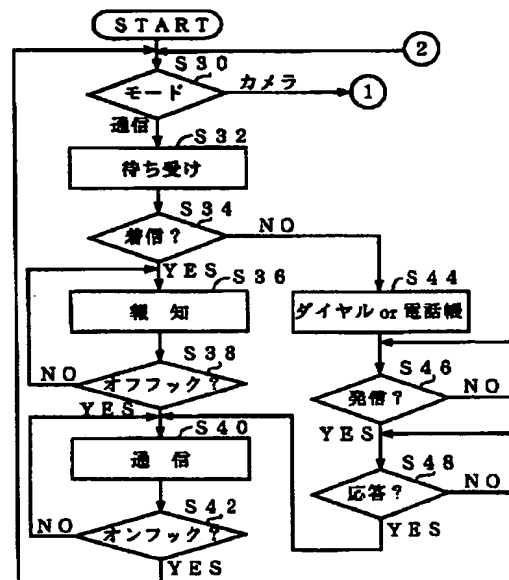 START
2
S30
モード
カメラ
1
通信
S32
待ち受け
S34
着信?
NO
YES
S36
報知
S44
ダイヤル or 電話帳
S38
オフフック?
NO
YES
S46
発信?
NO
YES
S40
通信
S48
応答?
NO
YES
S42
オンフック?
NO
YES